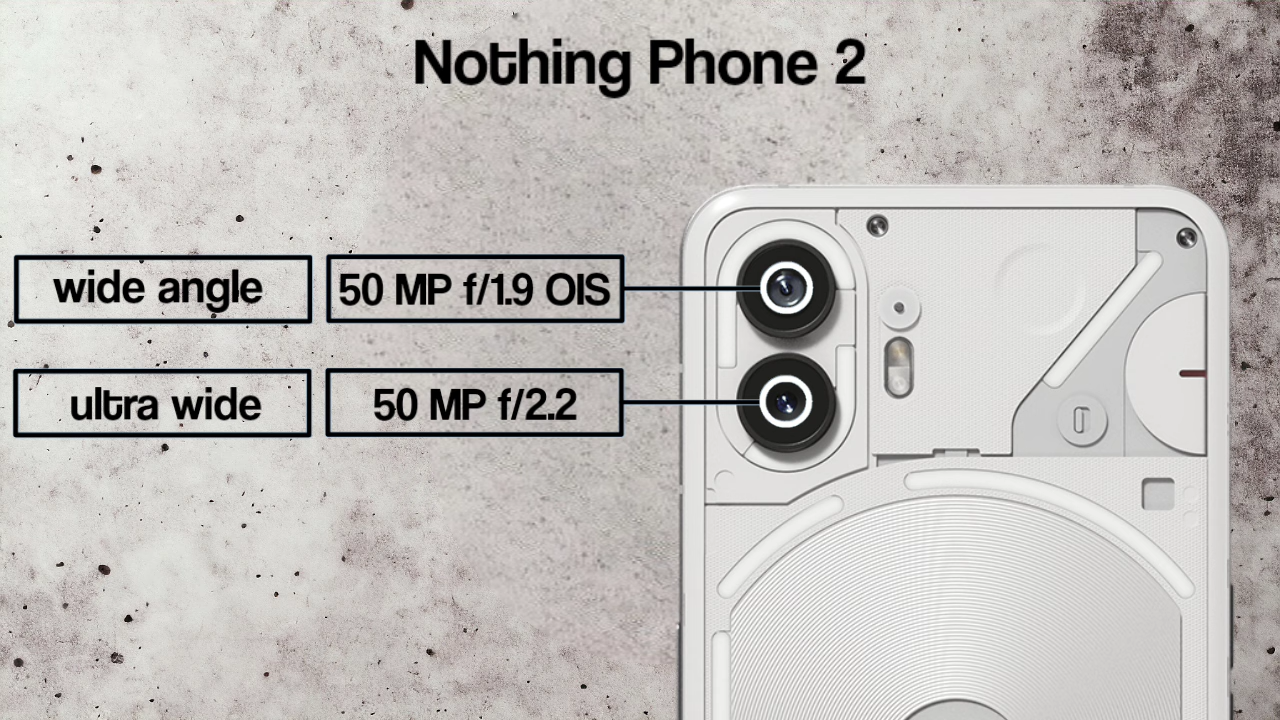 Nothing Phone 2
wide angle
50 MP f/1.9 OIS
ultra wide
50 MP f/2.2